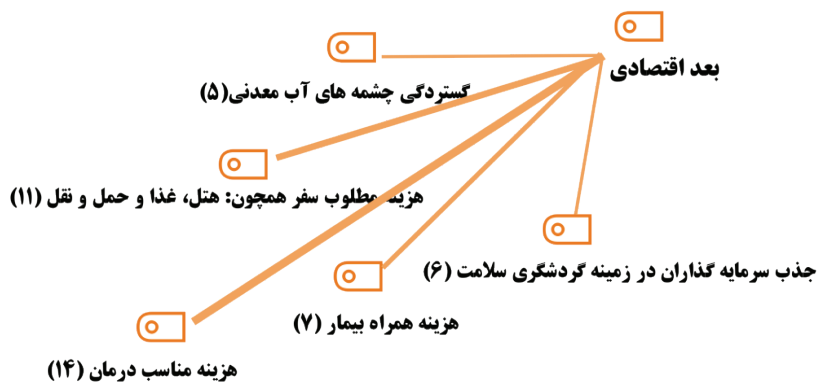 بعد اقتصادی
گستردگی چشمه های آب معدنی(۵)
هزینه مطلوب سفر همچون: هتل، غذا و حمل و نقل (۱۱)
جذب سرمایه گذاران در زمینه گردشگری سلامت (۶)
هزینه همراه بیمار (۷)
هزینه مناسب درمان (۱۴)